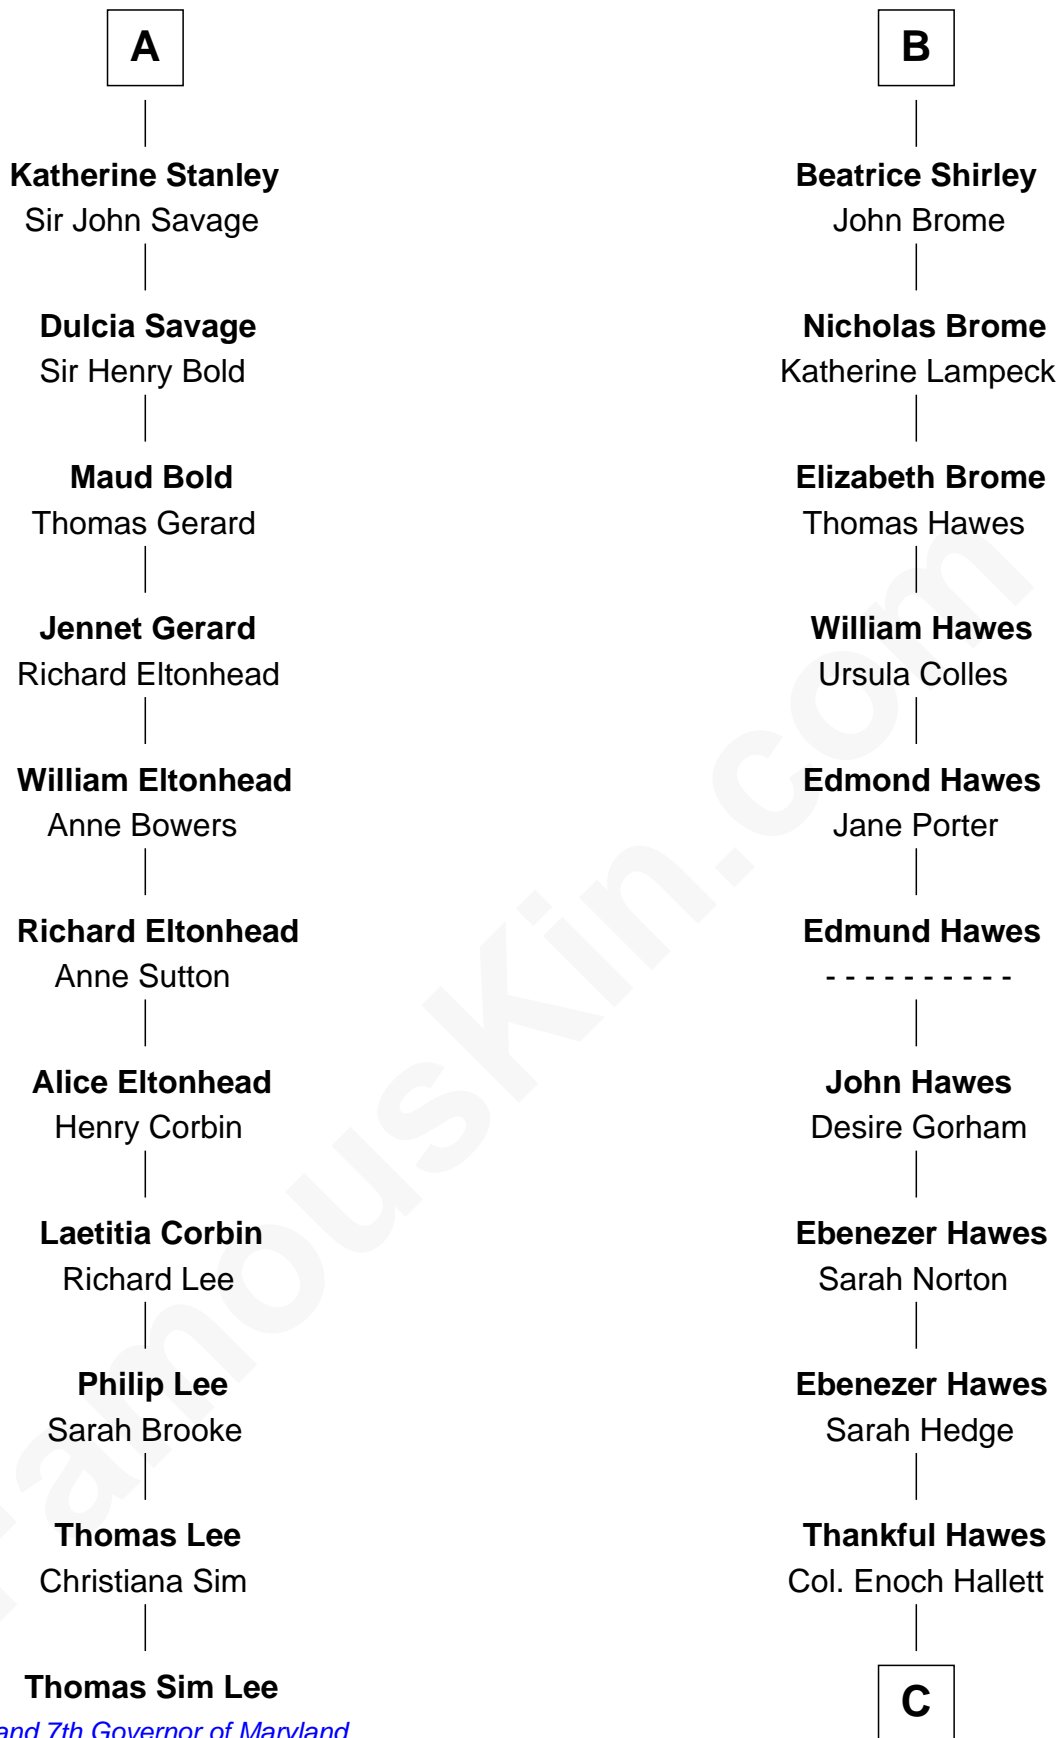 A
Katherine Stanley
Sir John Savage
Dulcia Savage
Sir Henry Bold
Maud Bold
Thomas Gerard
Jennet Gerard
Richard Eltonhead
William Eltonhead
Anne Bowers
Richard Eltonhead
Anne Sutton
Alice Eltonhead
Henry Corbin
Laetitia Corbin
Richard Lee
Philip Lee
Sarah Brooke
Thomas Lee
Christiana Sim
Thomas Sim Lee
and 7th Governor of Maryland
B
Beatrice Shirley
John Brome
Nicholas Brome
Katherine Lampeck
Elizabeth Brome
Thomas Hawes
William Hawes
Ursula Colles
Edmond Hawes
Jane Porter
Edmund Hawes
- - - - - - - - - -
John Hawes
Desire Gorham
Ebenezer Hawes
Sarah Norton
Ebenezer Hawes
Sarah Hedge
Thankful Hawes
Col. Enoch Hallett
C
FamousKin.com